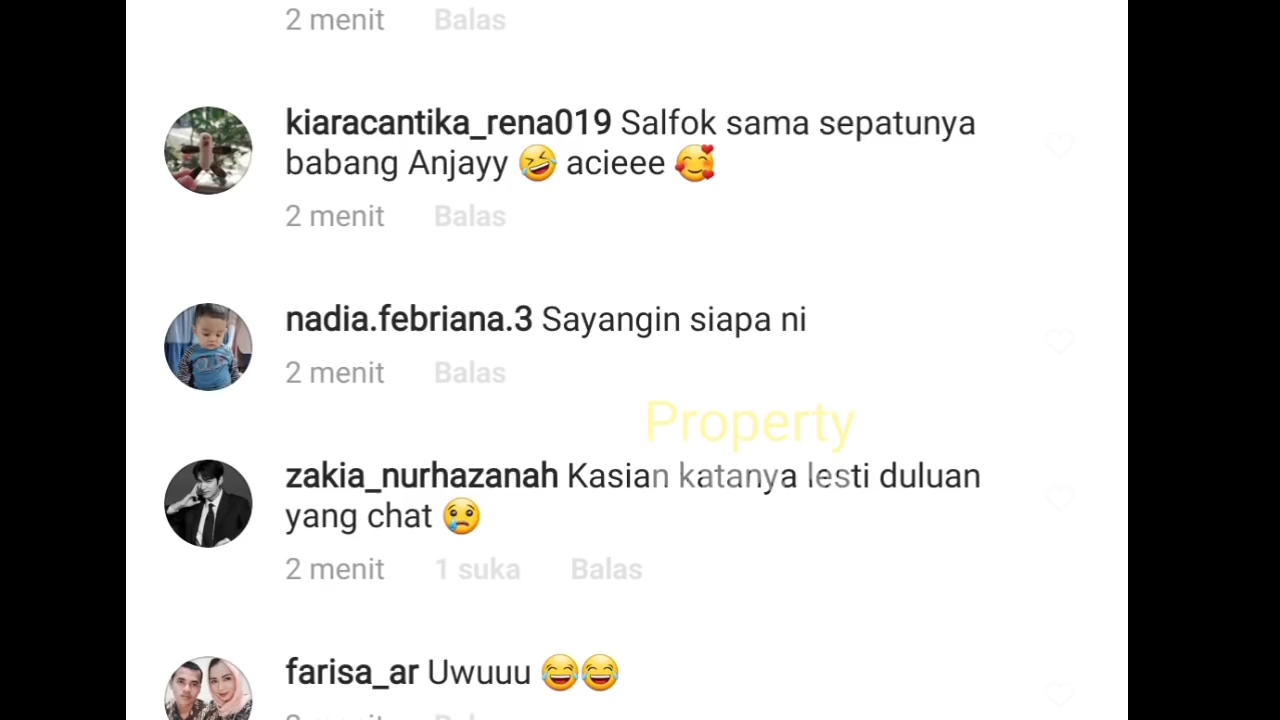 2 menit Balas
kiaracantika_rena019 Salfok sama sepatunya
babang Anjayy 🤣 acieee 🥰
2 menit Balas
nadia.febriana.3 Sayangin siapa ni
2 menit Balas
Property
zakia_nurhazanah Kasian katanya lesti duluan
yang chat 😢
2 menit 1 suka Balas
farisa_ar Uwuuu 😂😂